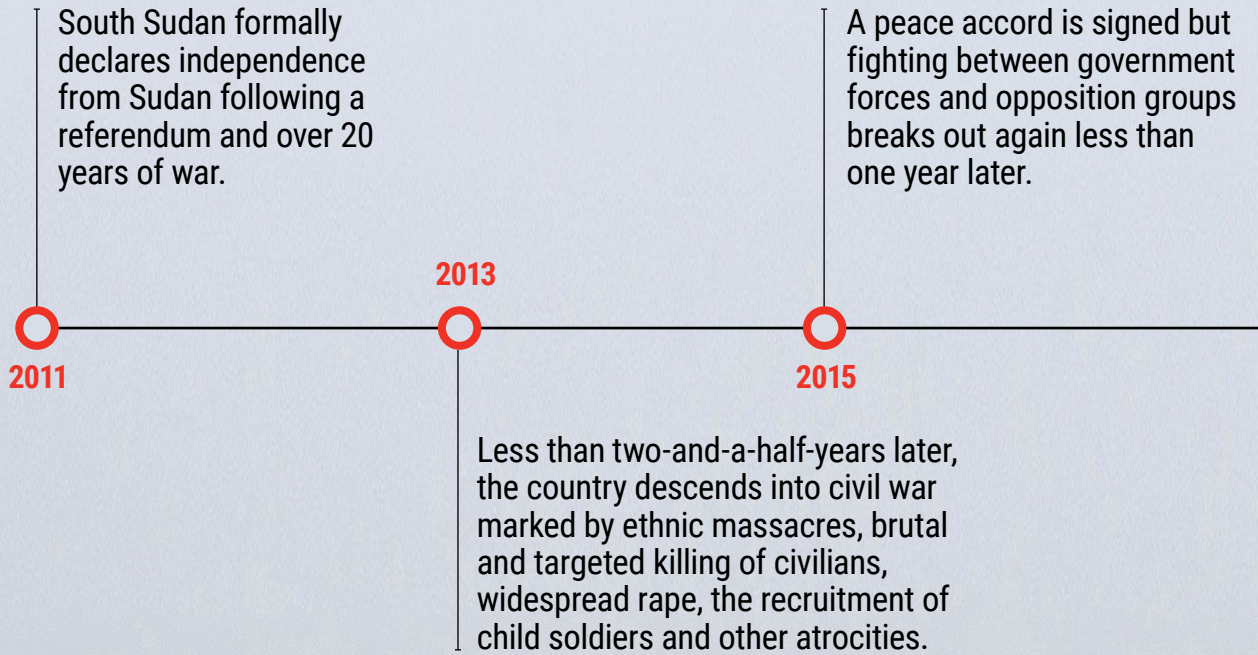 South Sudan formally
declares independence
from Sudan following a
referendum and over 20
years of war.
2011
2013
Less than two-and-a-half-years later,
the country descends into civil war
marked by ethnic massacres, brutal
and targeted killing of civilians,
widespread rape, the recruitment of
child soldiers and other atrocities.
A peace accord is signed but
fighting between government
forces and opposition groups
breaks out again less than
one year later.
2015